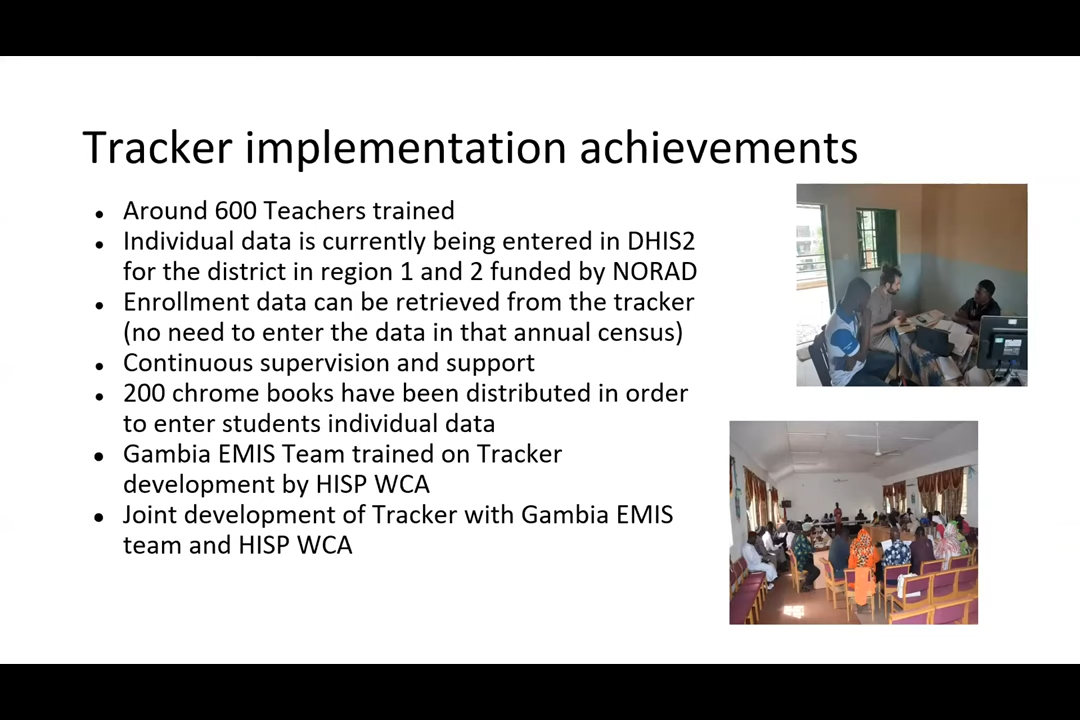 Tracker implementation achievements
• Around 600 Teachers trained
• Individual data is currently being entered in DHIS2
for the district in region 1 and 2 funded by NORAD
• Enrollment data can be retrieved from the tracker
(no need to enter the data in that annual census)
• Continuous supervision and support
• 200 chrome books have been distributed in order
to enter students individual data
• Gambia EMIS Team trained on Tracker
development by HISP WCA
• Joint development of Tracker with Gambia EMIS
team and HISP WCA